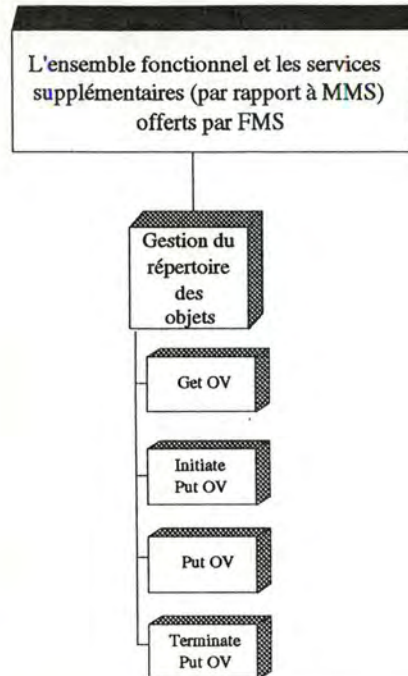 L'ensemble fonctionnel et les services
supplémentaires (par rapport à MMS)
offerts par FMS
Gestion du
répertoire
des
objets
Get OV
Initiate
Put OV
Put OV
Terminate
Put OV